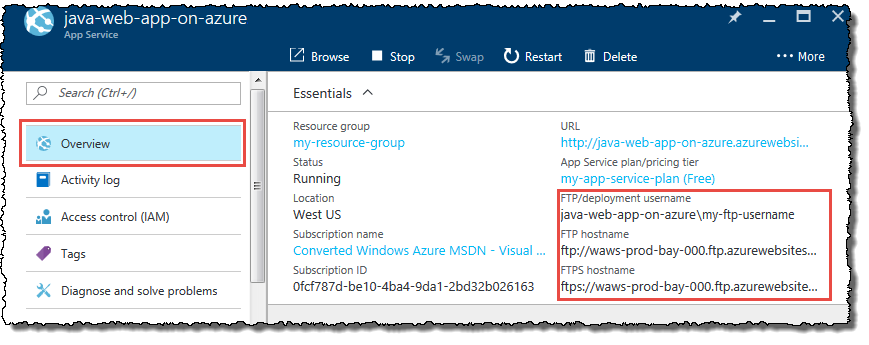 java-web-app-on-azure
App Service
Browse Stop Swap Restart Delete ··· More
Search (Ctrl+/)
Overview
Activity log
Access control (IAM)
Tags
Diagnose and solve problems
Essentials
Resource group
my-resource-group
Status
Running
Location
West US
Subscription name
Converted Windows Azure MSDN - Visual ...
Subscription ID
0fcf787d-be10-4ba4-9da1-2bd32b026163
URL
http://java-web-app-on-azure.azurewebsi...
App Service plan/pricing tier
my-app-service-plan (Free)
FTP/deployment username
java-web-app-on-azure\my-ftp-username
FTP hostname
ftp://waws-prod-bay-000.ftp.azurewebsites...
FTPS hostname
ftps://waws-prod-bay-000.ftp.azurewebsite...